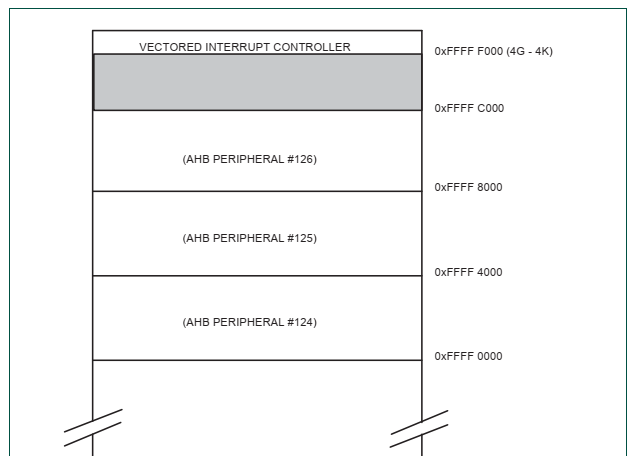 VECTORED INTERRUPT CONTROLLER
0xFFFF F000 (4G - 4K)
0xFFFF C000
(AHB PERIPHERAL #126)
0xFFFF 8000
(AHB PERIPHERAL #125)
0xFFFF 4000
(AHB PERIPHERAL #124)
0xFFFF 0000